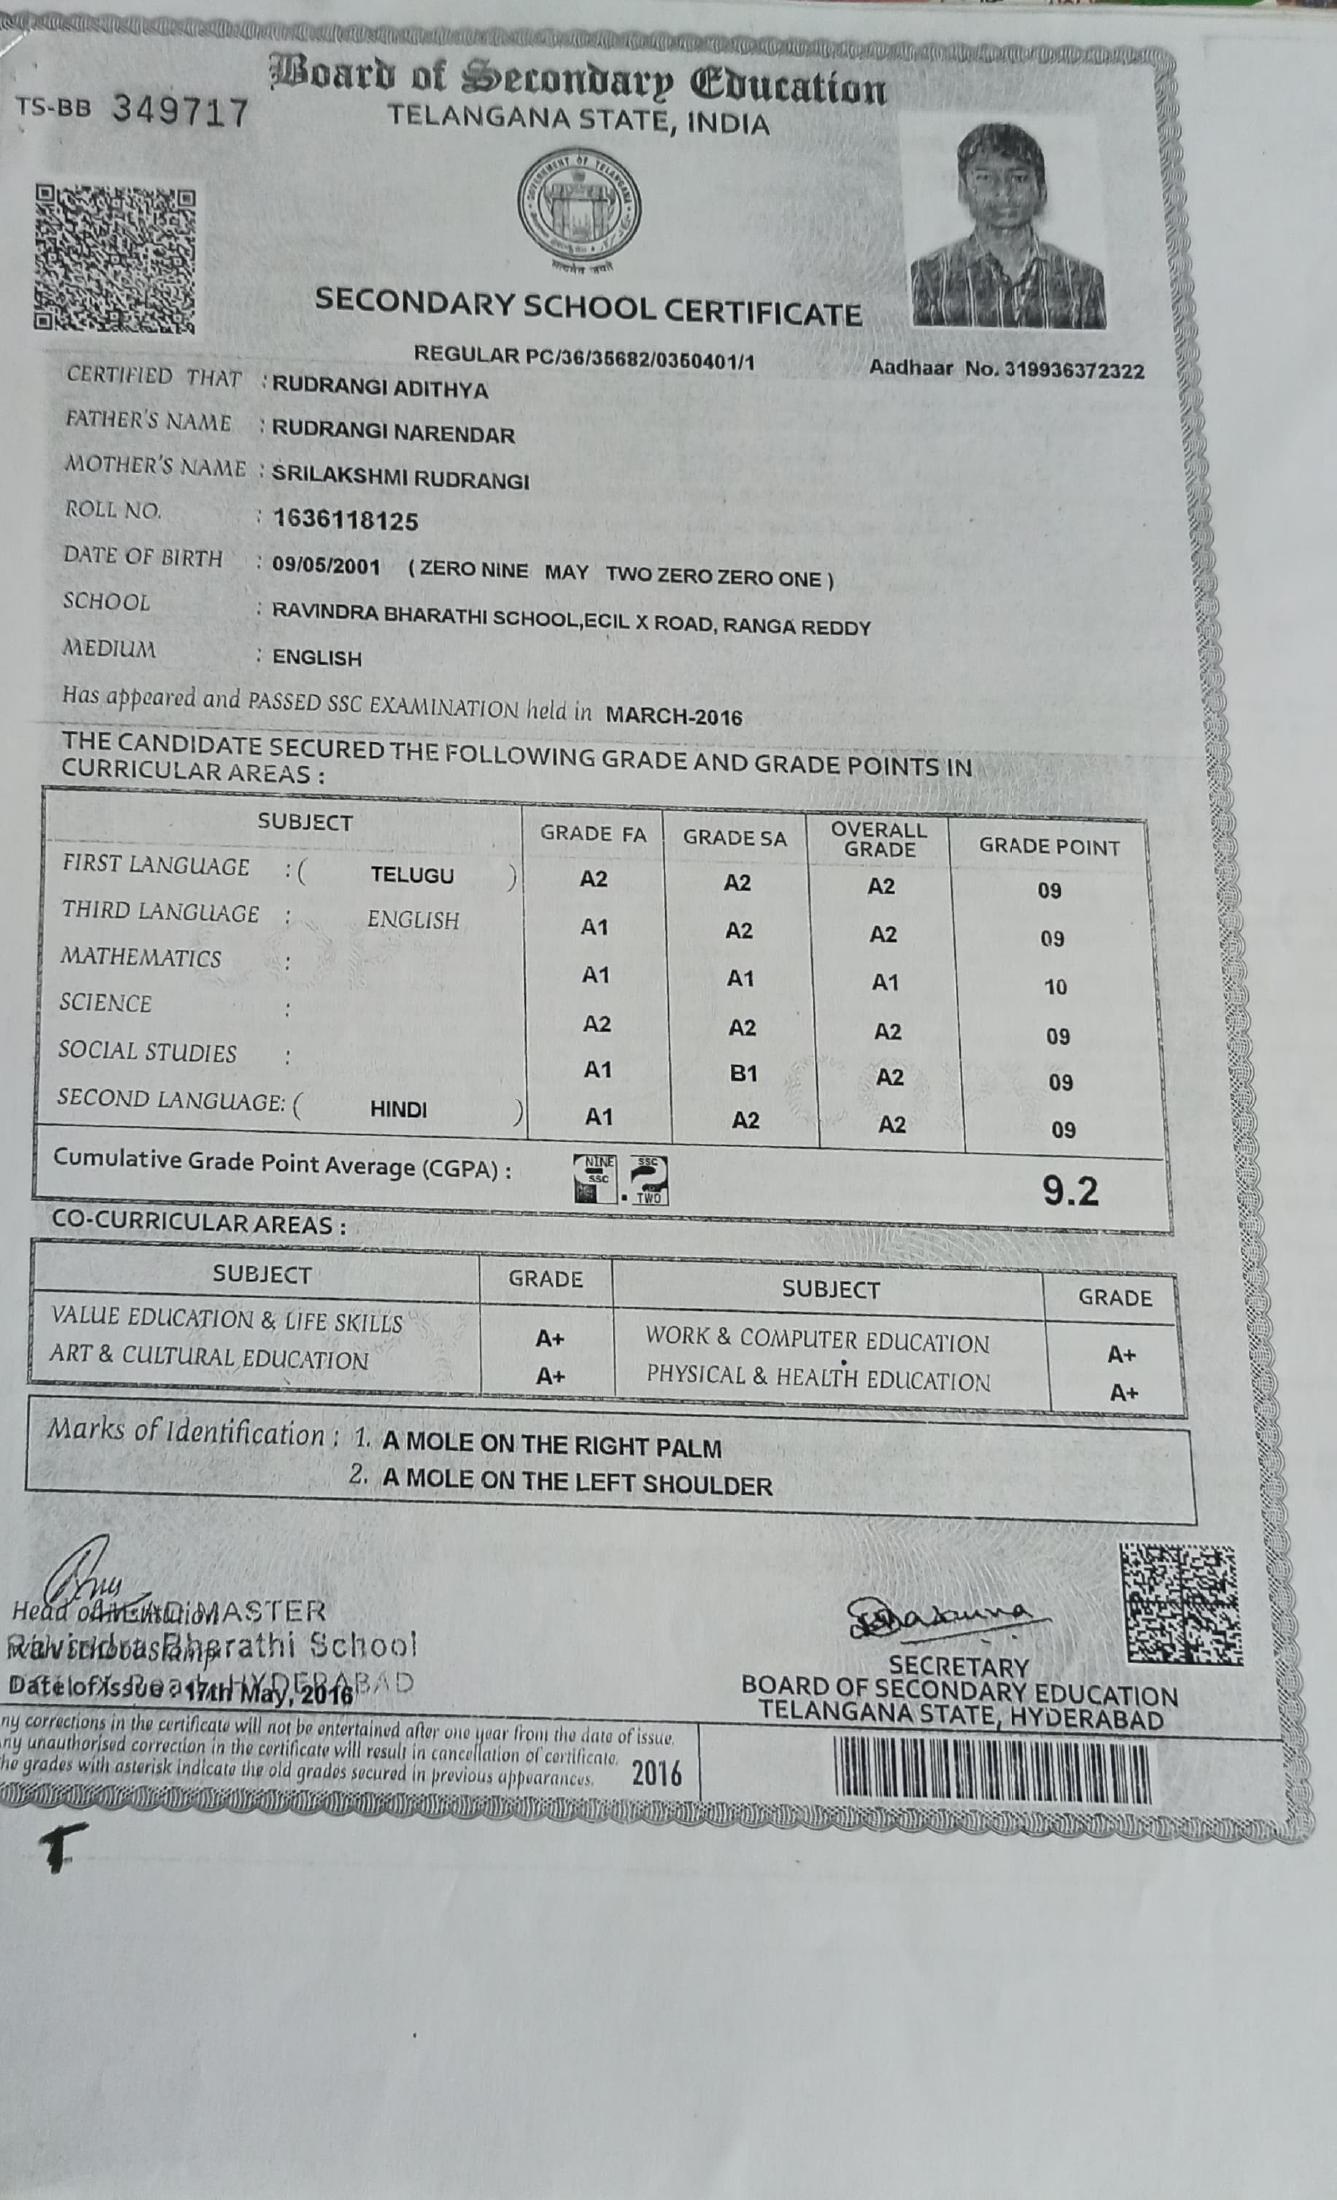 Board of Secondary Education
TS-BB 349717
TELANGANA STATE, INDIA
GOVERNMENT OF TELANGANA
सत्यमेव जयते
SECONDARY SCHOOL CERTIFICATE
REGULAR PC/36/35682/0350401/1
Aadhaar No. 319936372322
CERTIFIED THAT : RUDRANGI ADITHYA
FATHER'S NAME : RUDRANGI NARENDAR
MOTHER'S NAME : SRILAKSHMI RUDRANGI
ROLL NO. : 1636118125
DATE OF BIRTH : 09/05/2001 ( ZERO NINE MAY TWO ZERO ZERO ONE )
SCHOOL : RAVINDRA BHARATHI SCHOOL,ECIL X ROAD, RANGA REDDY
MEDIUM : ENGLISH
Has appeared and PASSED SSC EXAMINATION held in MARCH-2016
THE CANDIDATE SECURED THE FOLLOWING GRADE AND GRADE POINTS IN
CURRICULAR AREAS :
SUBJECT GRADE FA GRADE SA OVERALL GRADE GRADE POINT
FIRST LANGUAGE : ( TELUGU ) A2 A2 A2 09
THIRD LANGUAGE : ENGLISH A1 A2 A2 09
MATHEMATICS : A1 A1 A1 10
SCIENCE : A2 A2 A2 09
SOCIAL STUDIES : A1 B1 A2 09
SECOND LANGUAGE: ( HINDI ) A1 A2 A2 09
Cumulative Grade Point Average (CGPA) : NINE SSC . SSC TWO 9.2
CO-CURRICULAR AREAS :
SUBJECT GRADE SUBJECT GRADE
VALUE EDUCATION & LIFE SKILLS A+ WORK & COMPUTER EDUCATION A+
ART & CULTURAL EDUCATION A+ PHYSICAL & HEALTH EDUCATION A+
Marks of Identification : 1. A MOLE ON THE RIGHT PALM
2. A MOLE ON THE LEFT SHOULDER
Head of Institution
HEAD MASTER
with school stamp
Ravindra Bharathi School
Date of Issue : 17th May, 2016
X Road, HYDERABAD
SECRETARY
BOARD OF SECONDARY EDUCATION
TELANGANA STATE, HYDERABAD
ny corrections in the certificate will not be entertained after one year from the date of issue.
ny unauthorised correction in the certificate will result in cancellation of certificate.
he grades with asterisk indicate the old grades secured in previous appearances. 2016
T